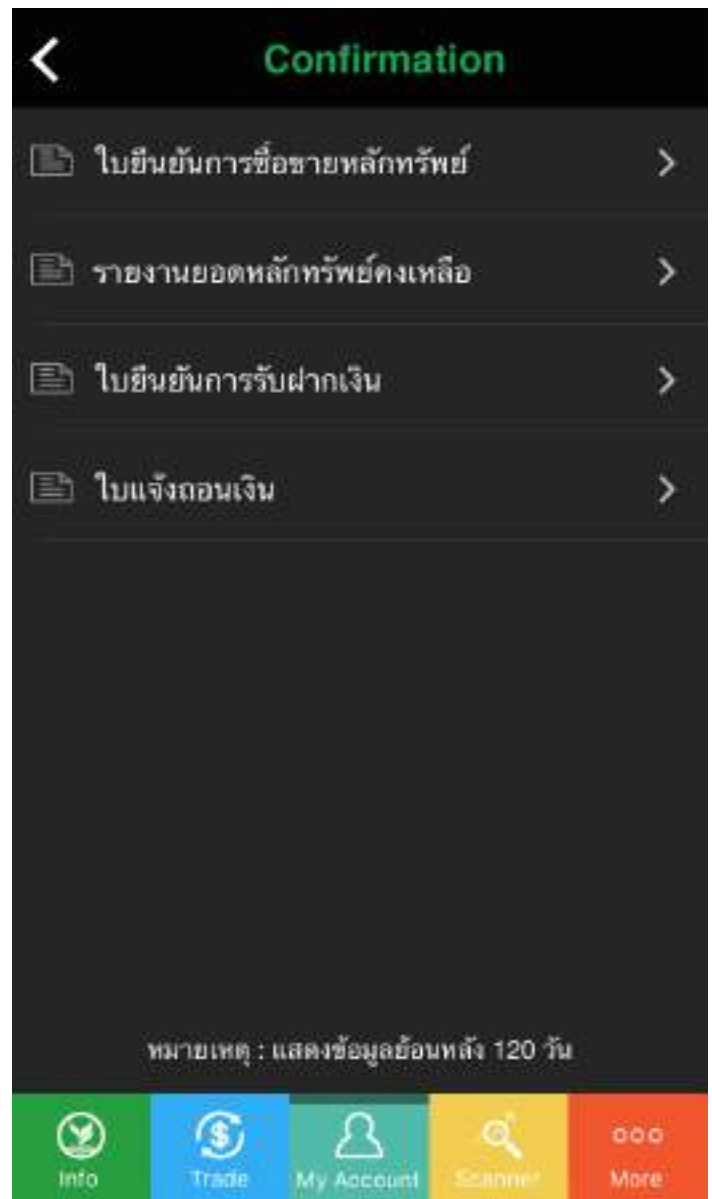 Confirmation
ใบยืนยันการซื้อขายหลักทรัพย์
รายงานยอดหลักทรัพย์คงเหลือ
ใบยืนยันการรับฝากเงิน
ใบแจ้งถอนเงิน
หมายเหตุ : แสดงข้อมูลย้อนหลัง 120 วัน
Info Trade My Account Scanner More